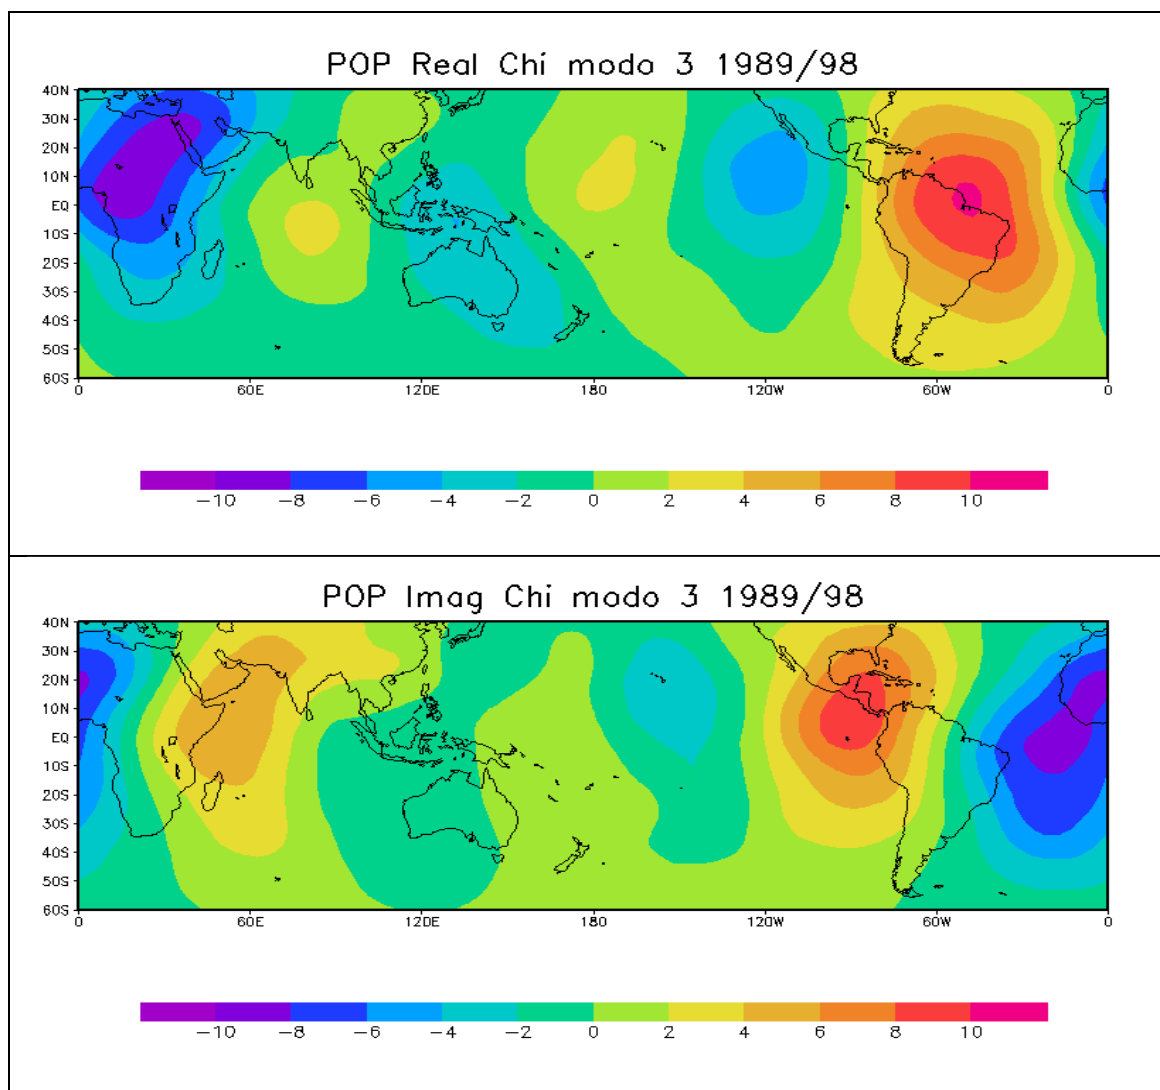 POP Real Chi modo 3 1989/98
40N
30N
20N
10N
EQ
10S
20S
30S
40S
50S
60S
0 60E 120E 180 120W 60W 0
−10 −8 −6 −4 −2 0 2 4 6 8 10
POP Imag Chi modo 3 1989/98
40N
30N
20N
10N
EQ
10S
20S
30S
40S
50S
60S
0 60E 120E 180 120W 60W 0
−10 −8 −6 −4 −2 0 2 4 6 8 10